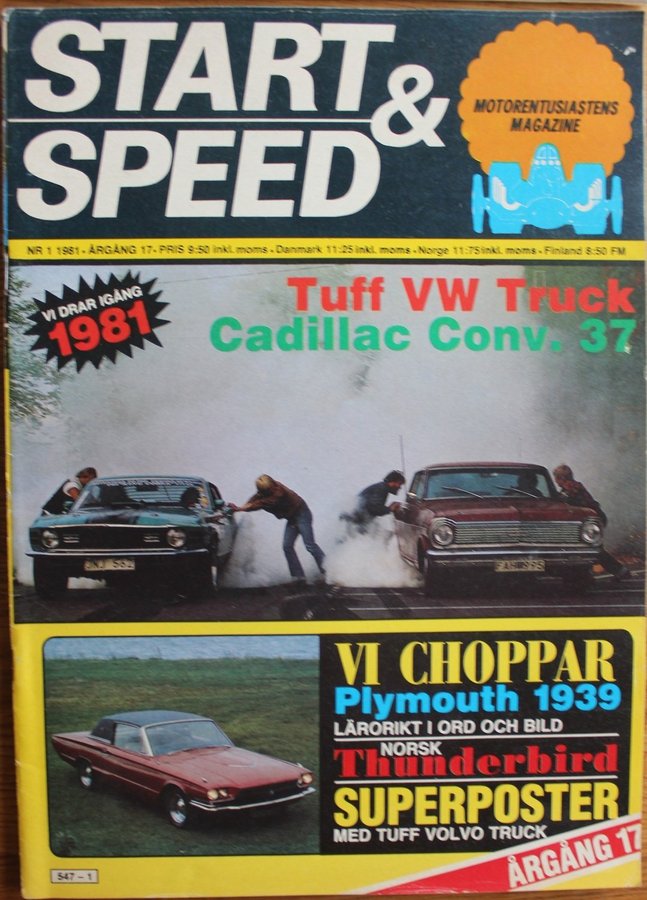 START
& SPEED
MOTORENTUSIASTENS
MAGAZINE
NR 1 1981 • ÅRGÅNG 17 • PRIS 9:50 inkl. moms • Danmark 11:25 inkl. moms • Norge 11:75 inkl. moms • Finland 8:50 FM
VI DRAR IGÅNG
1981
Tuff VW Truck
Cadillac Conv. 37
FAH 995
VI CHOPPAR
Plymouth 1939
LÄRORIKT I ORD OCH BILD
NORSK
Thunderbird
SUPERPOSTER
MED TUFF VOLVO TRUCK
ÅRGÅNG 17
547 – 1